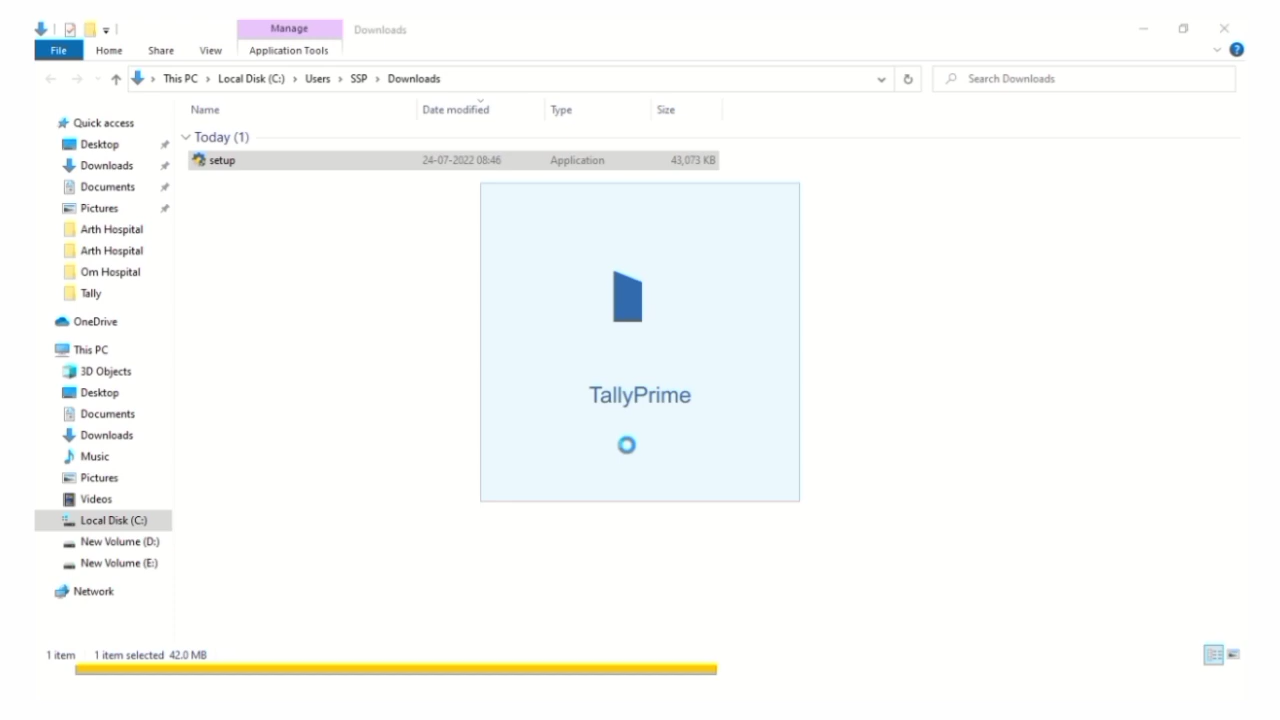 Manage Downloads
File Home Share View Application Tools
This PC > Local Disk (C:) > Users > SSP > Downloads
Search Downloads
Name Date modified Type Size
Today (1)
setup 24-07-2022 08:46 Application 43,073 KB
Quick access
Desktop
Downloads
Documents
Pictures
Arth Hospital
Arth Hospital
Om Hospital
Tally
OneDrive
This PC
3D Objects
Desktop
Documents
Downloads
Music
Pictures
Videos
Local Disk (C:)
New Volume (D:)
New Volume (E:)
Network
TallyPrime
1 item 1 item selected 42.0 MB